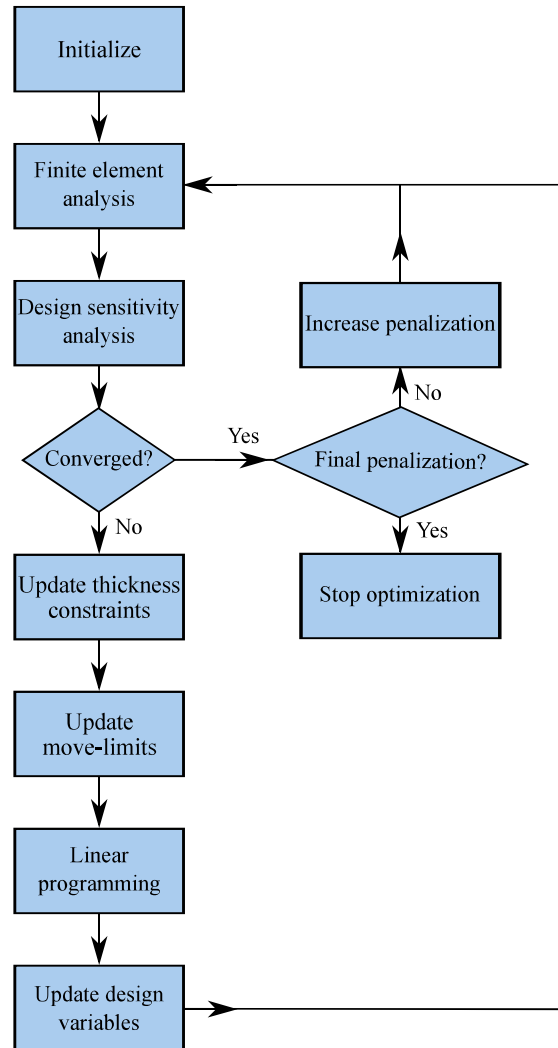 Initialize
Finite element
analysis
Design sensitivity
analysis
Increase penalization
No
Yes
Converged?
Final penalization?
No
Yes
Update thickness
constraints
Stop optimization
Update
move-limits
Linear
programming
Update design
variables